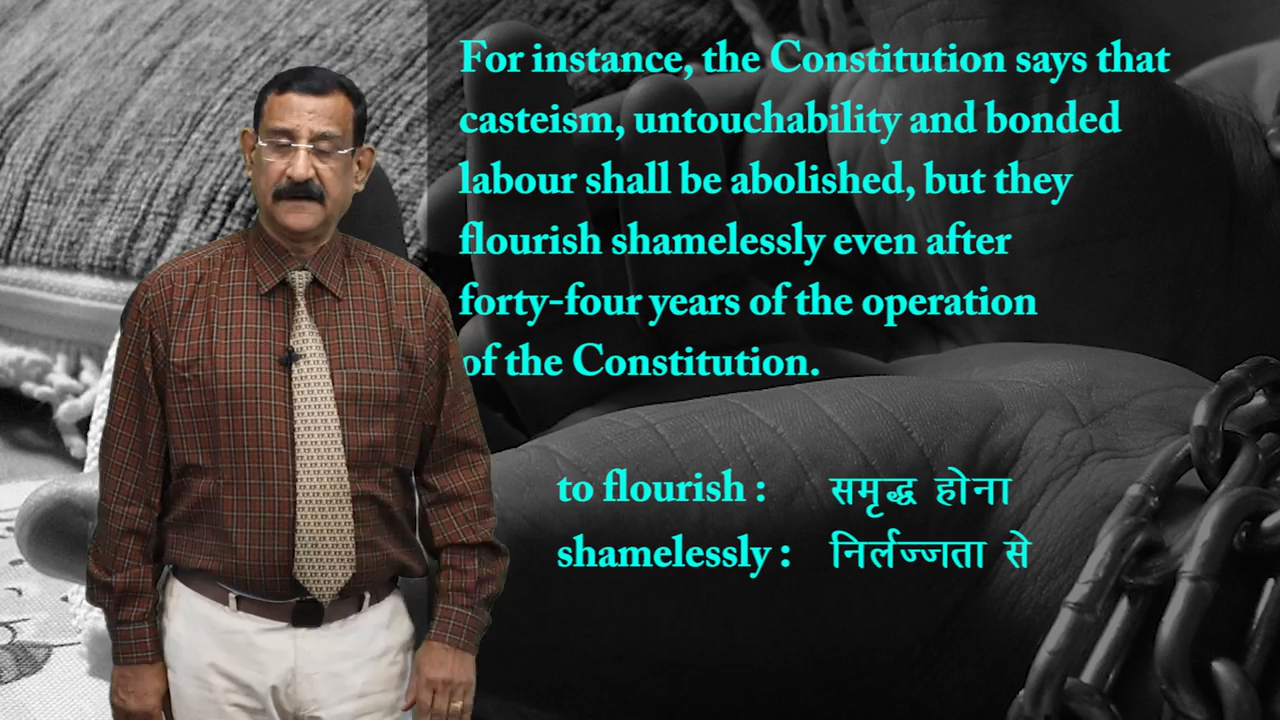 For instance, the Constitution says that
casteism, untouchability and bonded
labour shall be abolished, but they
flourish shamelessly even after
forty-four years of the operation
of the Constitution.
to flourish : समृद्ध होना
shamelessly : निर्लज्जता से